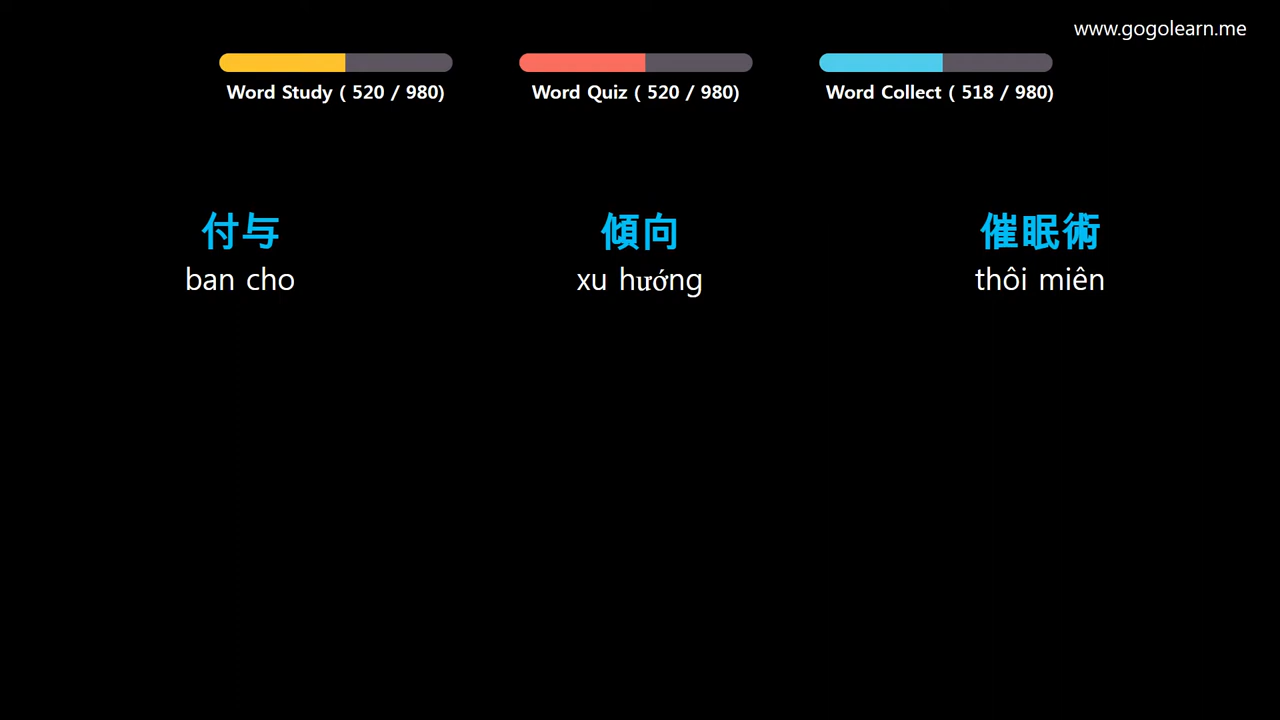 www.gogolearn.me
Word Study ( 520 / 980)
Word Quiz ( 520 / 980)
Word Collect ( 518 / 980)
付与
ban cho
傾向
xu hướng
催眠術
thôi miên